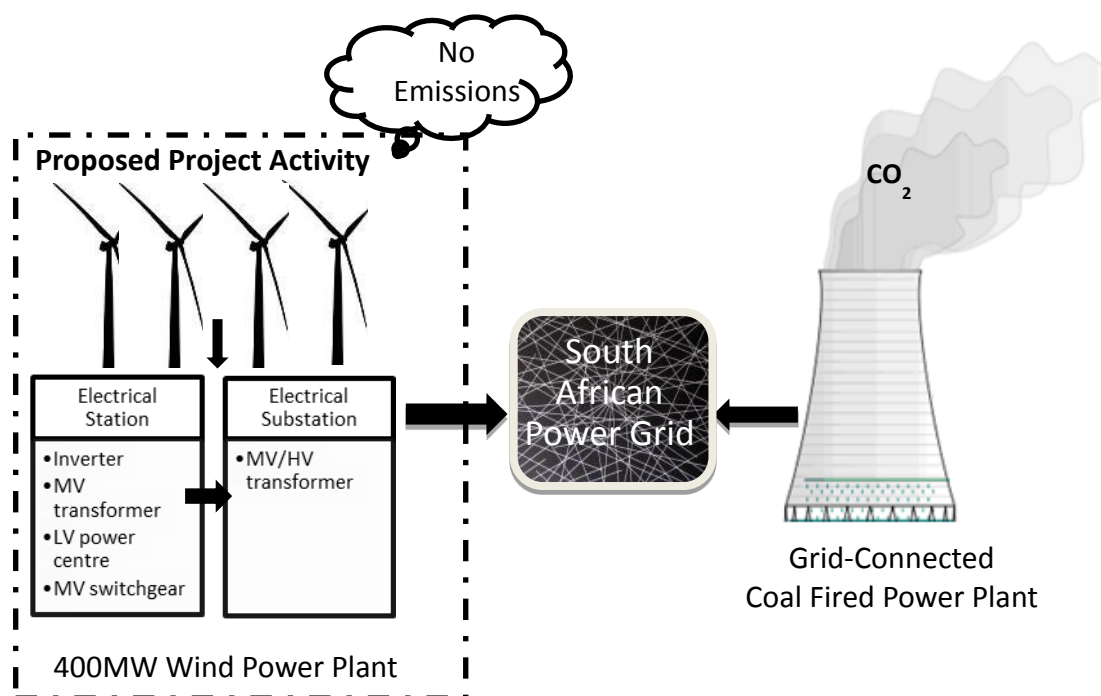 No
Emissions
Proposed Project Activity
CO2
Electrical
Station
•Inverter
•MV
transformer
•LV power
centre
•MV switchgear
Electrical
Substation
•MV/HV
transformer
South
African
Power Grid
Grid-Connected
Coal Fired Power Plant
400MW Wind Power Plant